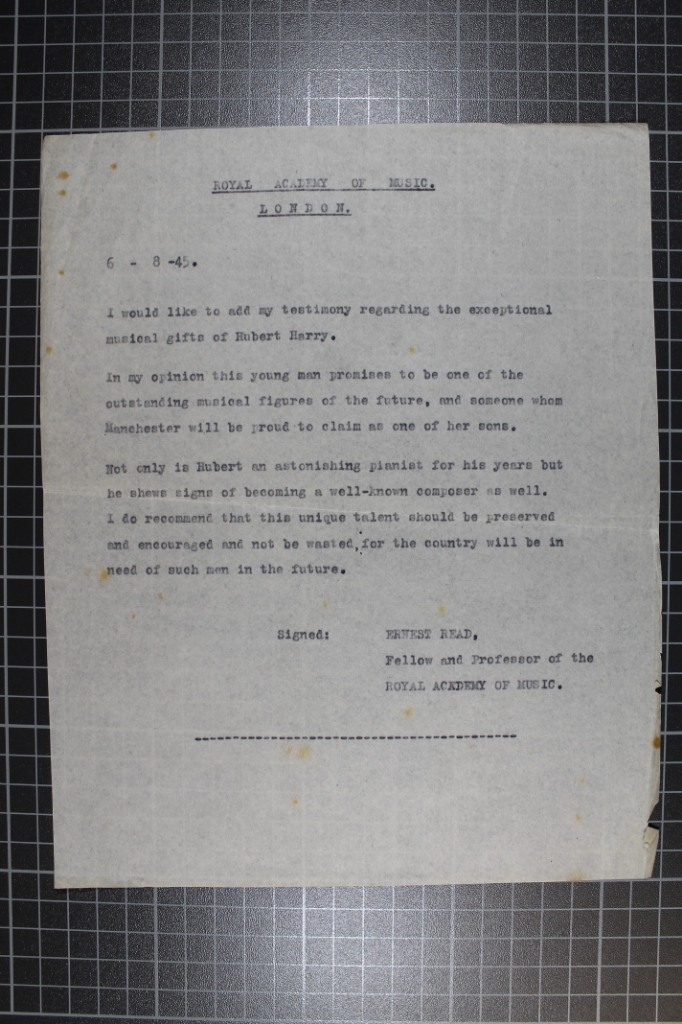 ROYAL ACADEMY OF MUSIC.
LONDON.
6 - 8 -45.
I would like to add my testimony regarding the exceptional
musical gifts of Hubert Harry.
In my opinion this young man promises to be one of the
outstanding musical figures of the future, and someone whom
Manchester will be proud to claim as one of her sons.
Not only is Hubert an astonishing pianist for his years but
he shews signs of becoming a well-known composer as well.
I do recommend that this unique talent should be preserved
and encouraged and not be wasted, for the country will be in
need of such men in the future.
Signed: ERNEST READ,
Fellow and Professor of the
ROYAL ACADEMY OF MUSIC.